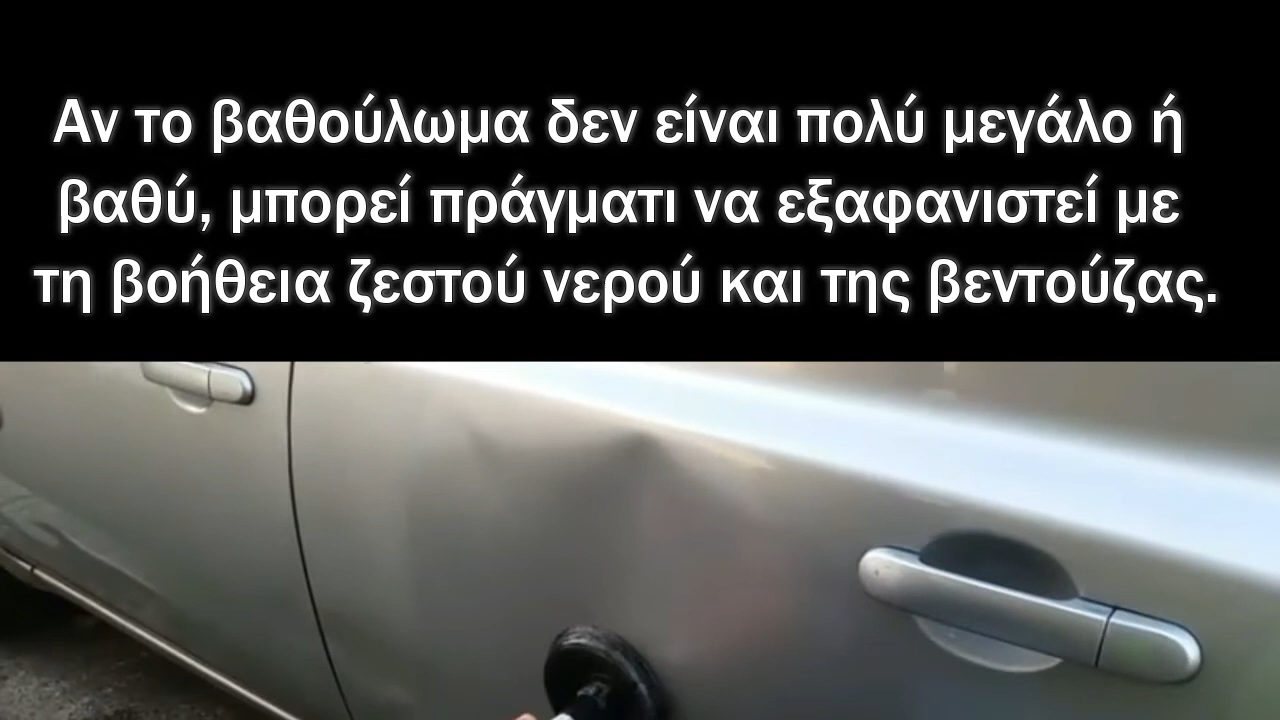 Αν το βαθούλωμα δεν είναι πολύ μεγάλο ή
βαθύ, μπορεί πράγματι να εξαφανιστεί με
τη βοήθεια ζεστού νερού και της βεντούζας.